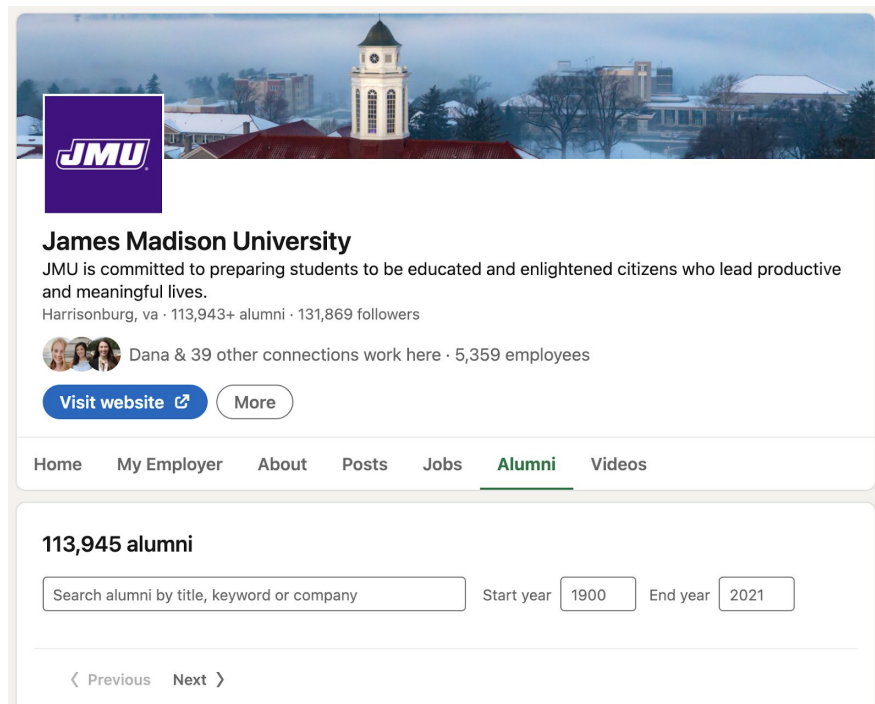 JMU
James Madison University
JMU is committed to preparing students to be educated and enlightened citizens who lead productive
and meaningful lives.
Harrisonburg, va · 113,943+ alumni · 131,869 followers
Dana & 39 other connections work here · 5,359 employees
Visit website
More
Home My Employer About Posts Jobs Alumni Videos
113,945 alumni
Search alumni by title, keyword or company Start year 1900 End year 2021
Previous Next